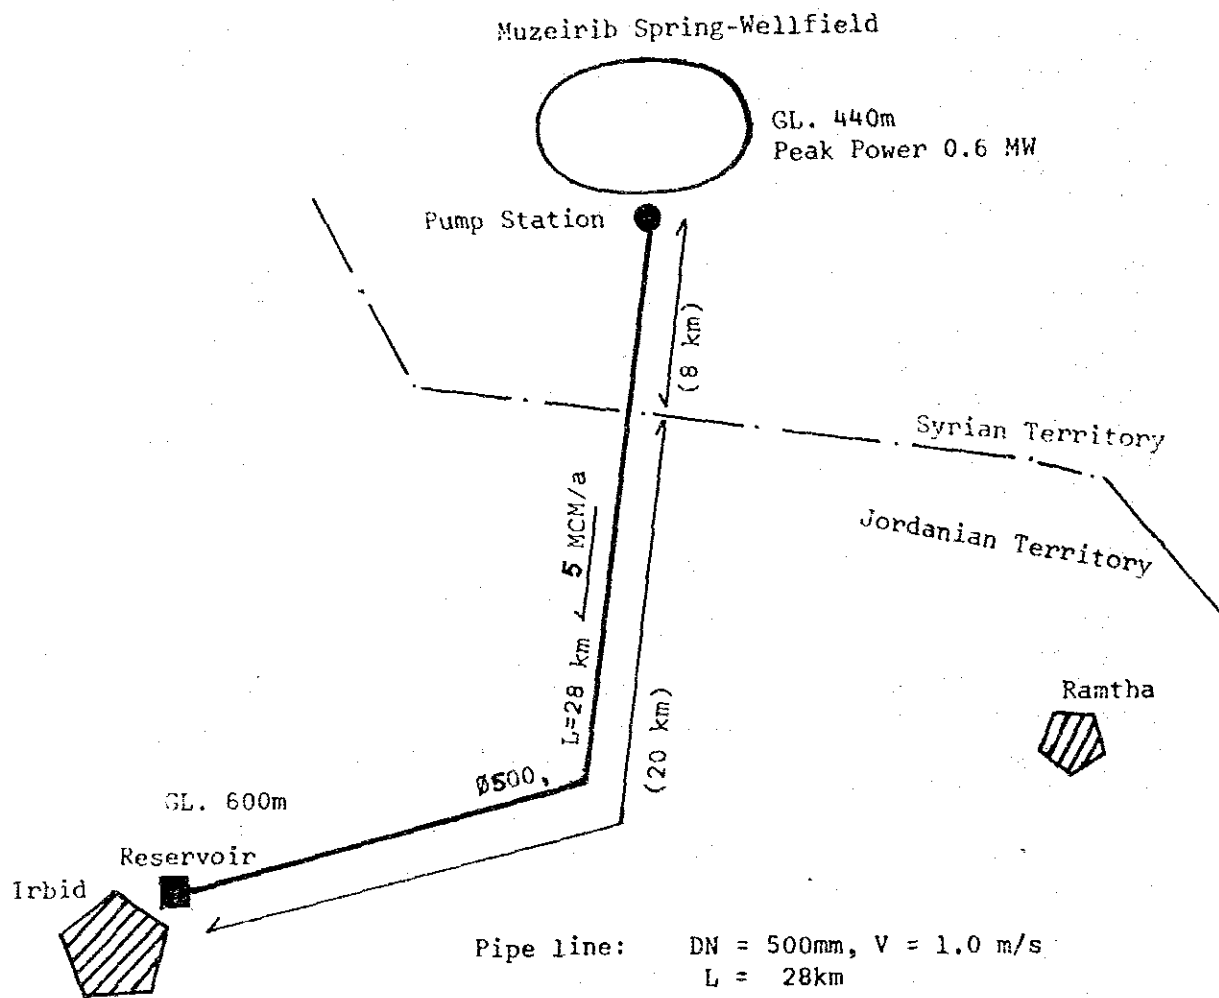 Muzeirib Spring-Wellfield
GL. 440m
Peak Power 0.6 MW
Pump Station
(8 km)
Syrian Territory
Jordanian Territory
5 MCM/a
L=28 km
(20 km)
Ramtha
Ø500,
GL. 600m
Reservoir
Irbid
Pipe line: DN = 500mm, V = 1.0 m/s
L = 28km